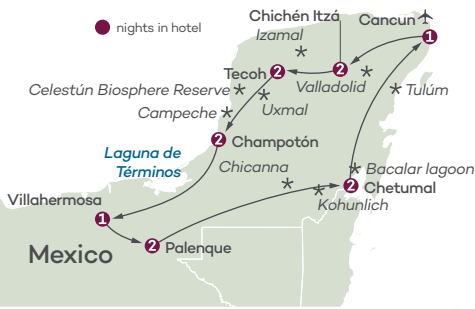 nights in hotel
Chichén Itzá
Cancun
Izamal
1
Tecoh
2
2
Valladolid
Celestún Biosphere Reserve
Tulúm
Uxmal
Campeche
2
Champotón
Laguna de
Términos
Chicanna
Bacalar lagoon
2
Chetumal
Kohunlich
Villahermosa
1
2
Palenque
Mexico